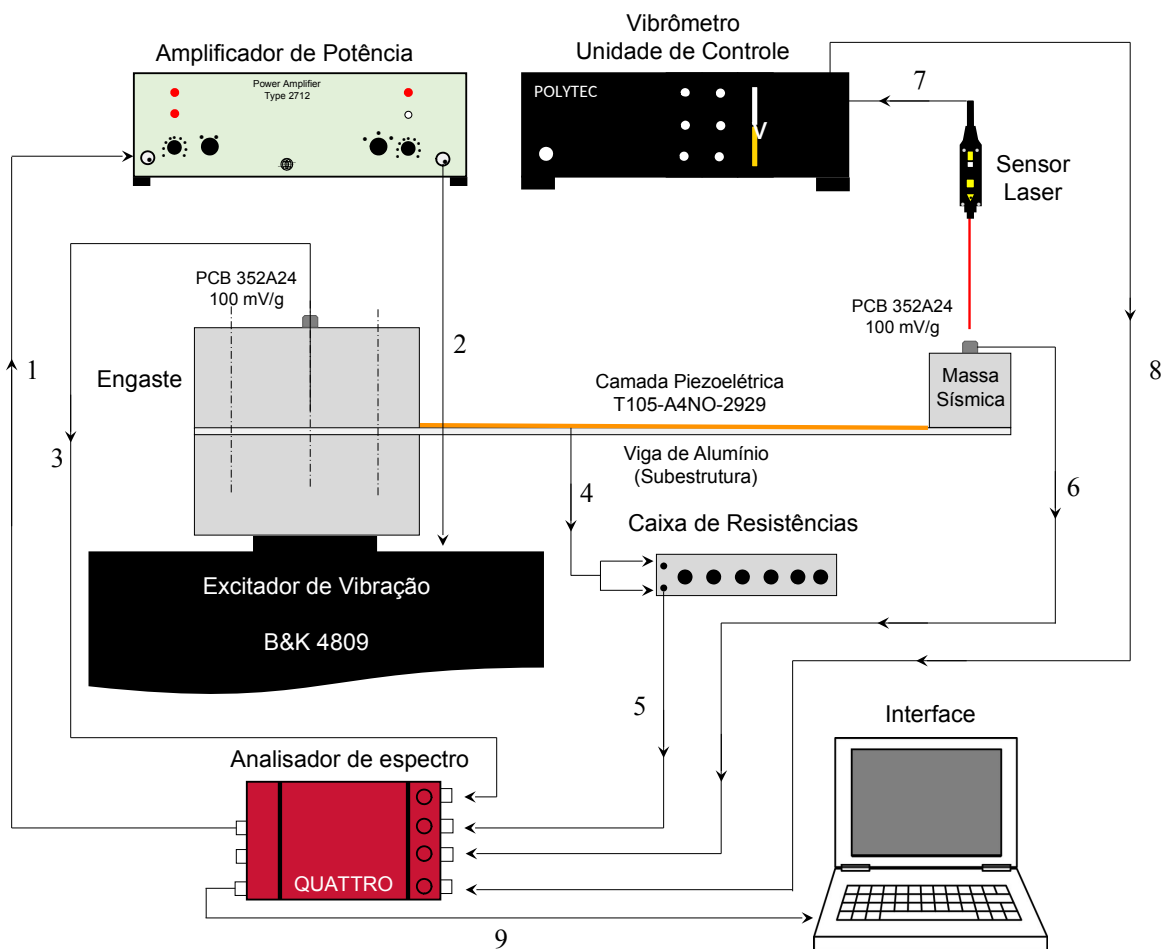 Vibrômetro
Unidade de Controle
Amplificador de Potência
Power Amplifier
Type 2712
POLYTEC
V
7
Sensor
Laser
PCB 352A24
100 mV/g
PCB 352A24
100 mV/g
1
2
8
Engaste
Camada Piezoelétrica
T105-A4NO-2929
Massa
Sísmica
3
Viga de Alumínio
(Subestrutura)
4
6
Caixa de Resistências
Excitador de Vibração
B&K 4809
5
Interface
Analisador de espectro
QUATTRO
9